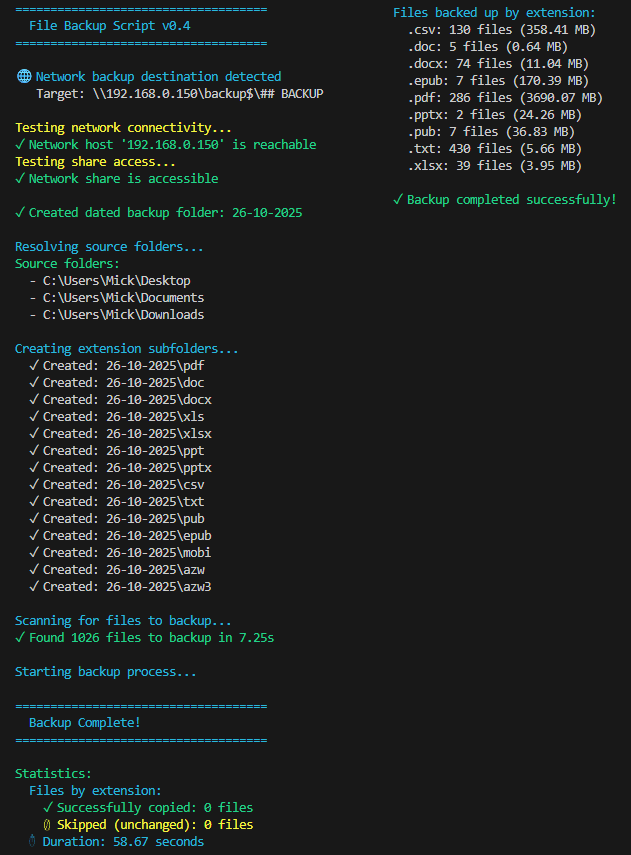 ====================================
File Backup Script v0.4
====================================
🌐 Network backup destination detected
Target: \\192.168.0.150\backup$\## BACKUP
Testing network connectivity...
✓ Network host '192.168.0.150' is reachable
Testing share access...
✓ Network share is accessible
✓ Created dated backup folder: 26-10-2025
Resolving source folders...
Source folders:
- C:\Users\Mick\Desktop
- C:\Users\Mick\Documents
- C:\Users\Mick\Downloads
Creating extension subfolders...
✓ Created: 26-10-2025\pdf
✓ Created: 26-10-2025\doc
✓ Created: 26-10-2025\docx
✓ Created: 26-10-2025\xls
✓ Created: 26-10-2025\xlsx
✓ Created: 26-10-2025\ppt
✓ Created: 26-10-2025\pptx
✓ Created: 26-10-2025\csv
✓ Created: 26-10-2025\txt
✓ Created: 26-10-2025\pub
✓ Created: 26-10-2025\epub
✓ Created: 26-10-2025\mobi
✓ Created: 26-10-2025\azw
✓ Created: 26-10-2025\azw3
Scanning for files to backup...
✓ Found 1026 files to backup in 7.25s
Starting backup process...
====================================
Backup Complete!
====================================
Statistics:
Files by extension:
✓ Successfully copied: 0 files
Skipped (unchanged): 0 files
Duration: 58.67 seconds
Files backed up by extension:
.csv: 130 files (358.41 MB)
.doc: 5 files (0.64 MB)
.docx: 74 files (11.04 MB)
.epub: 7 files (170.39 MB)
.pdf: 286 files (3690.07 MB)
.pptx: 2 files (24.26 MB)
.pub: 7 files (36.83 MB)
.txt: 430 files (5.66 MB)
.xlsx: 39 files (3.95 MB)
✓ Backup completed successfully!